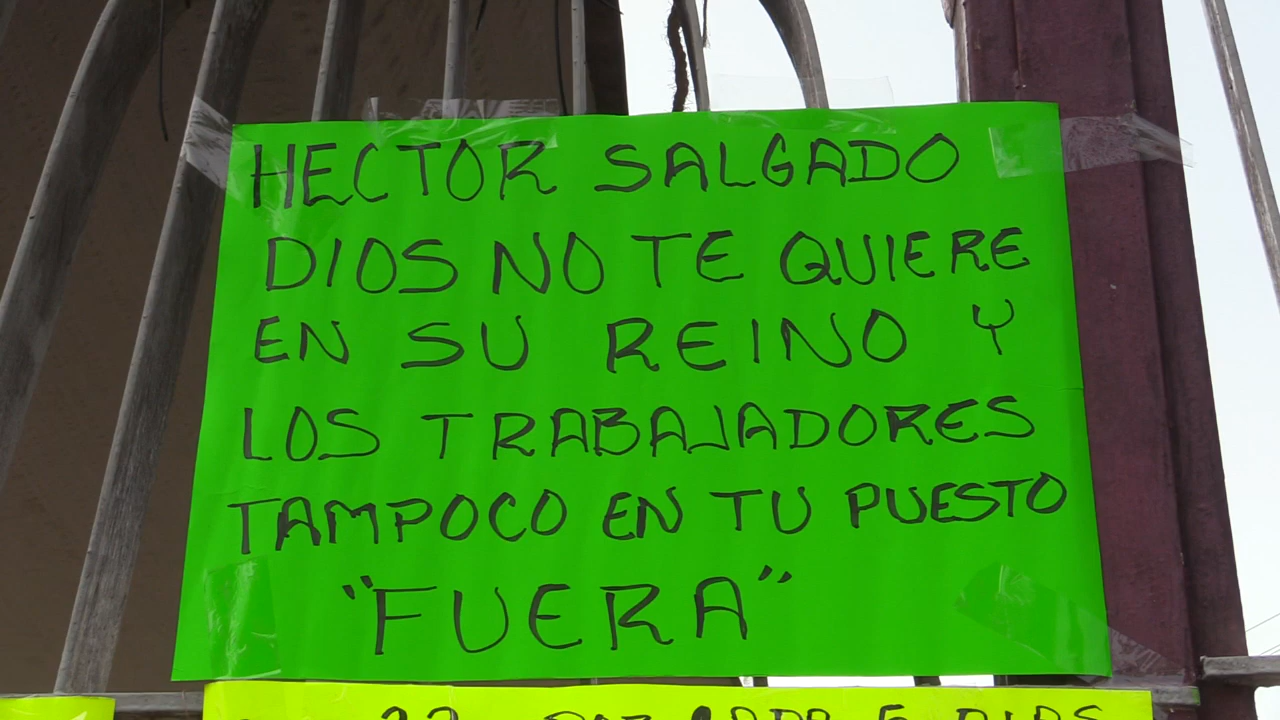 HECTOR SALGADO
DIOS NO TE QUIERE
EN SU REINO Y
LOS TRABAJADORES
TAMPOCO EN TU PUESTO
"FUERA"